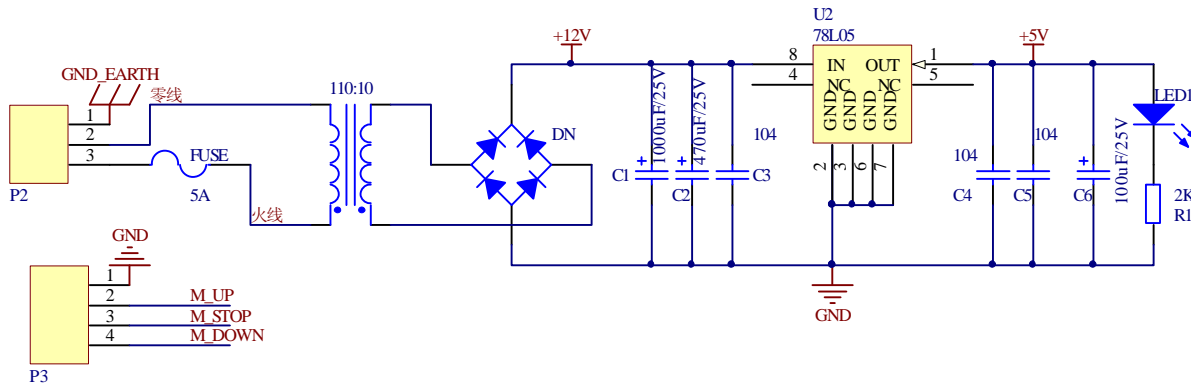 U2
78L05
+12V
+5V
8 IN OUT 1
4 NC NC 5
GND GND GND GND
2 3 6 7
GND_EARTH
零线
1
2
3
P2
FUSE
5A
火线
110:10
DN
1000uF/25V
470uF/25V
104
C1
C2
C3
104
104
C4
C5
C6
100uF/25V
LED1
2K
R1
GND
GND
1
2 M_UP
3 M_STOP
4 M_DOWN
P3